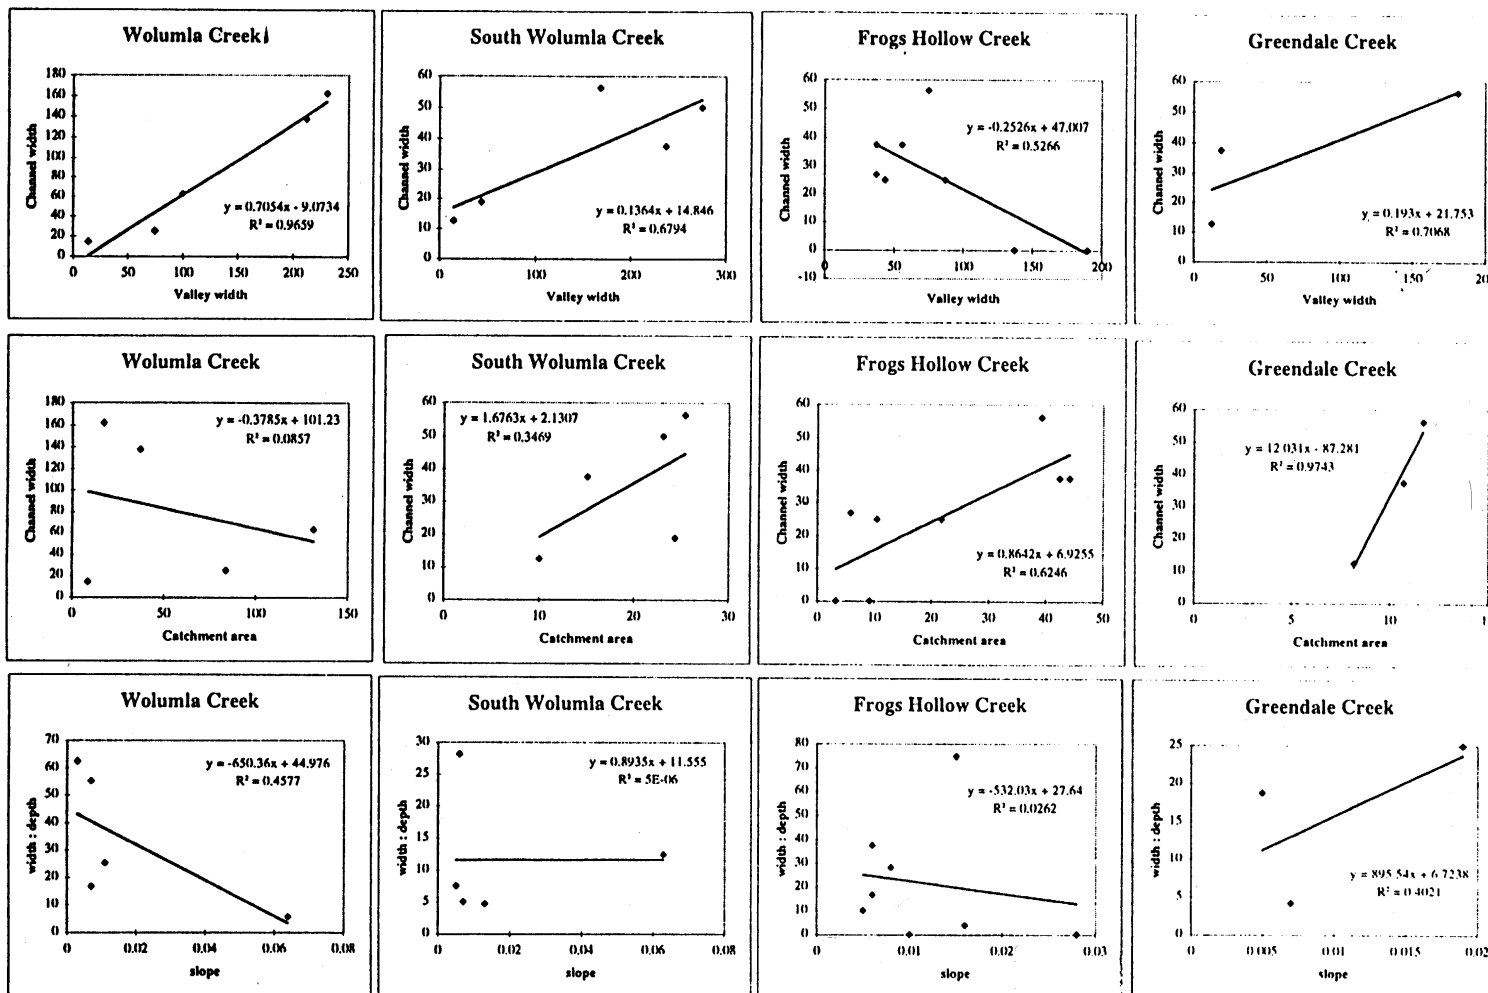 Wolumla Creek
180
160
140
120
100
80
60
40
20
0
Channel width
y = 0.7054x - 9.0734
R² = 0.9659
0 50 100 150 200 250
Valley width
South Wolumla Creek
60
50
40
30
20
10
0
Channel width
y = 0.1364x + 14.846
R² = 0.6794
0 100 200 300
Valley width
Frogs Hollow Creek
60
50
40
30
20
10
0
-10
Channel width
y = -0.2526x + 47.007
R² = 0.5266
0 50 100 150 200
Valley width
Greendale Creek
60
50
40
30
20
10
0
Channel width
y = 0.193x + 21.753
R² = 0.7068
0 50 100 150 20
Valley width
Wolumla Creek
180
160
140
120
100
80
60
40
20
0
Channel width
y = -0.3785x + 101.23
R² = 0.0857
0 50 100 150
Catchment area
South Wolumla Creek
60
50
40
30
20
10
0
Channel width
y = 1.6763x + 2.1307
R² = 0.3469
0 10 20 30
Catchment area
Frogs Hollow Creek
60
50
40
30
20
10
0
Channel width
y = 0.8642x + 6.9255
R² = 0.6246
0 10 20 30 40 50
Catchment area
Greendale Creek
60
50
40
30
20
10
0
Channel width
y = 12.031x - 87.281
R² = 0.9743
0 5 10 1
Catchment area
Wolumla Creek
70
60
50
40
30
20
10
0
width : depth
y = -650.36x + 44.976
R² = 0.4577
0 0.02 0.04 0.06 0.08
slope
South Wolumla Creek
30
25
20
15
10
5
0
width : depth
y = 0.8935x + 11.555
R² = 5E-06
0 0.02 0.04 0.06 0.08
slope
Frogs Hollow Creek
80
70
60
50
40
30
20
10
0
width : depth
y = -532.03x + 27.64
R² = 0.0262
0 0.01 0.02 0.03
slope
Greendale Creek
25
20
15
10
5
0
width : depth
y = 895.54x + 6.7238
R² = 0.4021
0 0.005 0.01 0.015 0.02
slope